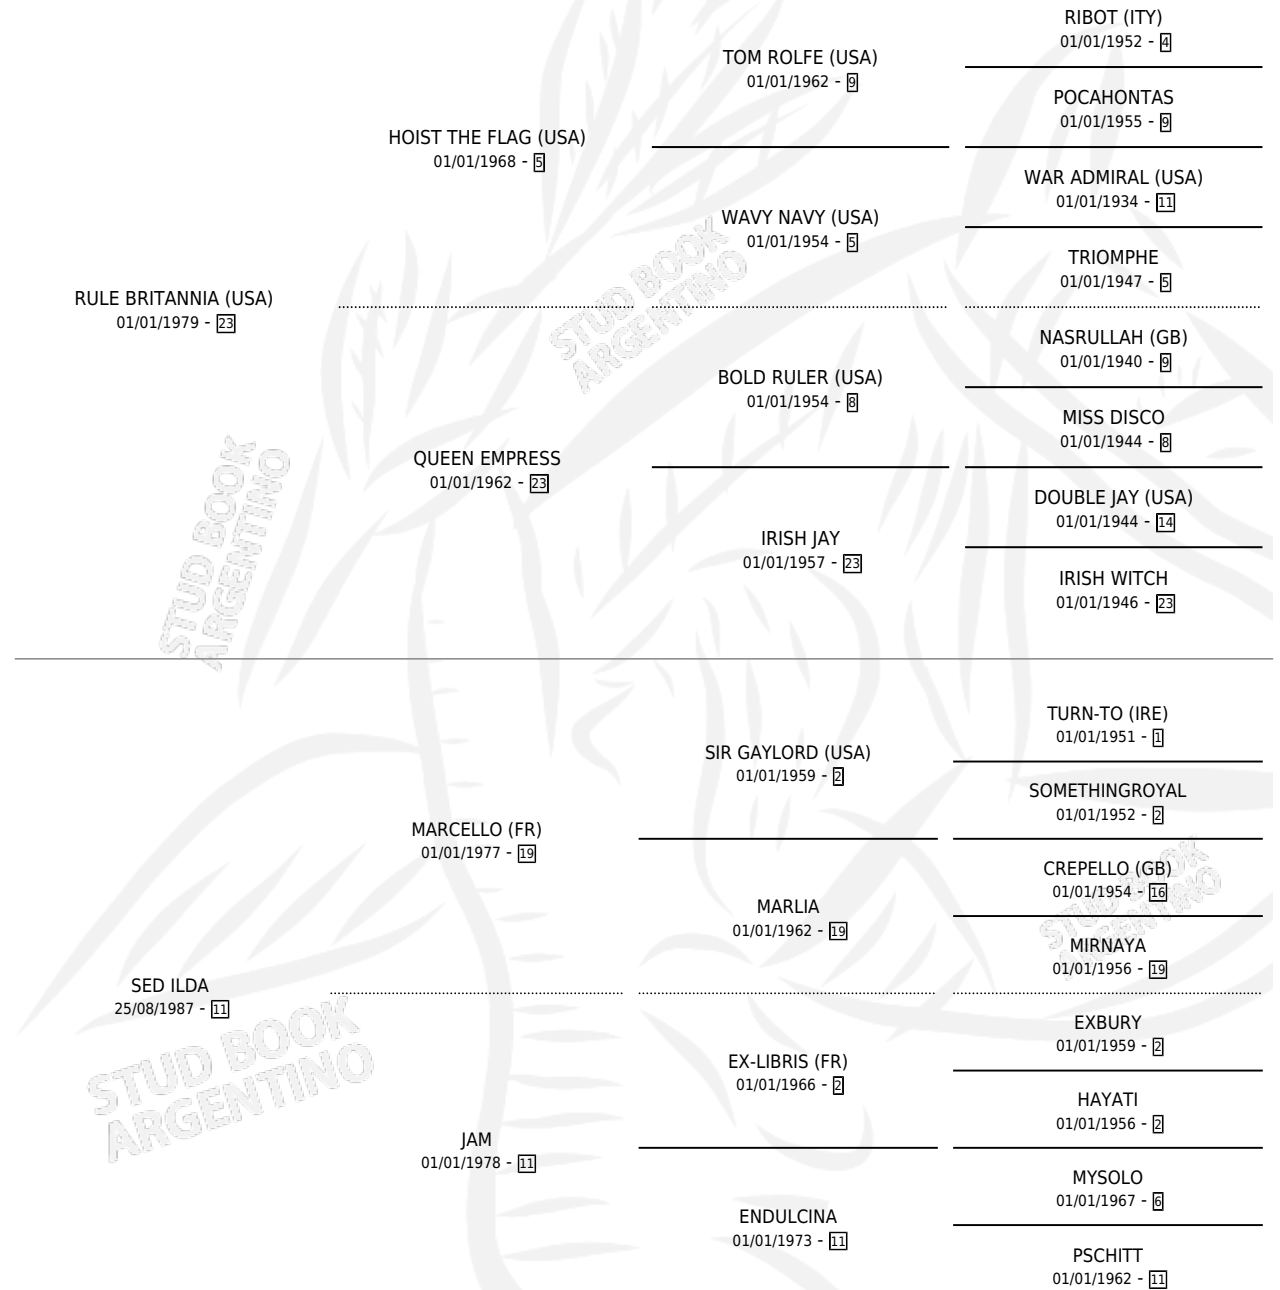 RIBOT (ITY)
01/01/1952 - 4
TOM ROLFE (USA)
01/01/1962 - 9
POCAHONTAS
01/01/1955 - 9
HOIST THE FLAG (USA)
01/01/1968 - 5
WAR ADMIRAL (USA)
01/01/1934 - 11
WAVY NAVY (USA)
01/01/1954 - 5
TRIOMPHE
01/01/1947 - 5
RULE BRITANNIA (USA)
01/01/1979 - 23
STUD BOOK
ARGENTINO
NASRULLAH (GB)
01/01/1940 - 9
BOLD RULER (USA)
01/01/1954 - 8
MISS DISCO
01/01/1944 - 8
QUEEN EMPRESS
01/01/1962 - 23
DOUBLE JAY (USA)
01/01/1944 - 14
IRISH JAY
01/01/1957 - 23
IRISH WITCH
01/01/1946 - 23
STUD BOOK
ARGENTINO
TURN-TO (IRE)
01/01/1951 - 1
SIR GAYLORD (USA)
01/01/1959 - 2
SOMETHINGROYAL
01/01/1952 - 2
MARCELLO (FR)
01/01/1977 - 19
CREPELLO (GB)
01/01/1954 - 16
MARLIA
01/01/1962 - 19
MIRNAYA
01/01/1956 - 19
STUD BOOK
ARGENTINO
SED ILDA
25/08/1987 - 11
EXBURY
01/01/1959 - 2
EX-LIBRIS (FR)
01/01/1966 - 2
HAYATI
01/01/1956 - 2
STUD BOOK
ARGENTINO
JAM
01/01/1978 - 11
MYSOLO
01/01/1967 - 6
ENDULCINA
01/01/1973 - 11
PSCHITT
01/01/1962 - 11